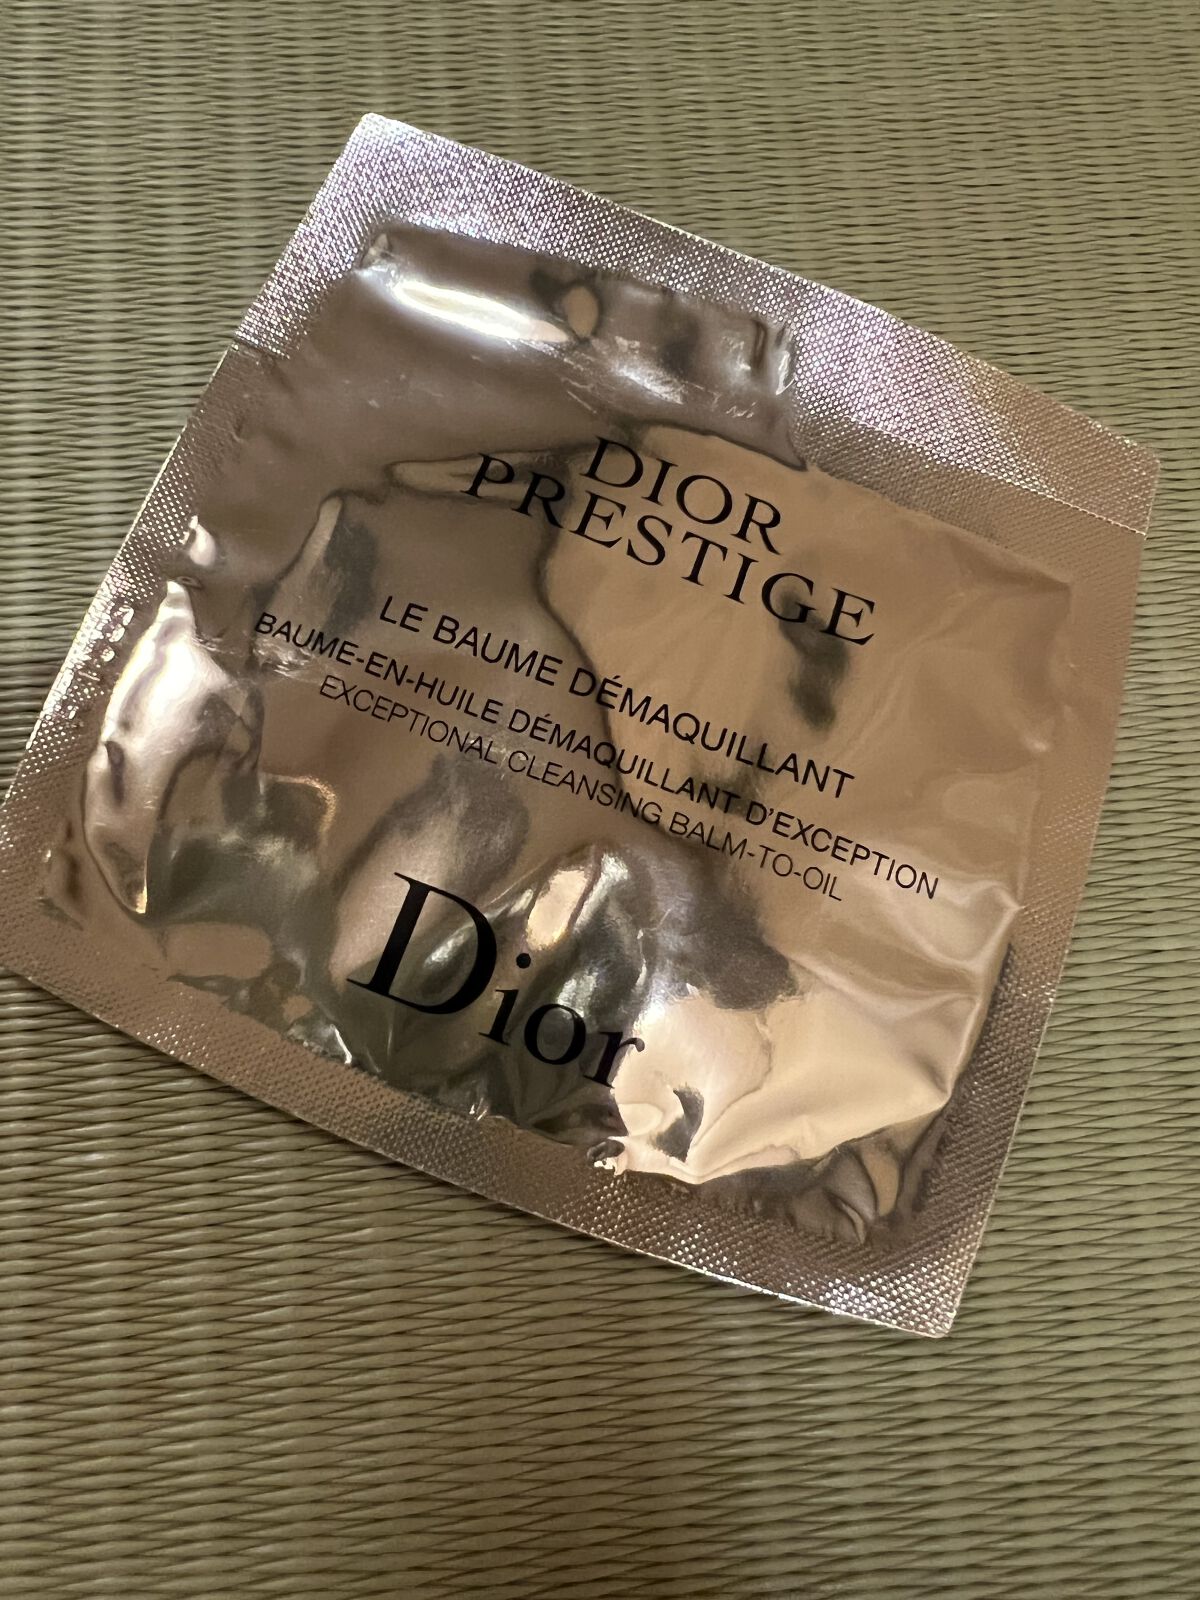 DIOR
PRESTIGE
LE BAUME DÉMAQUILLANT
BAUME-EN-HUILE DÉMAQUILLANT D'EXCEPTION
EXCEPTIONAL CLEANSING BALM-TO-OIL
Dior